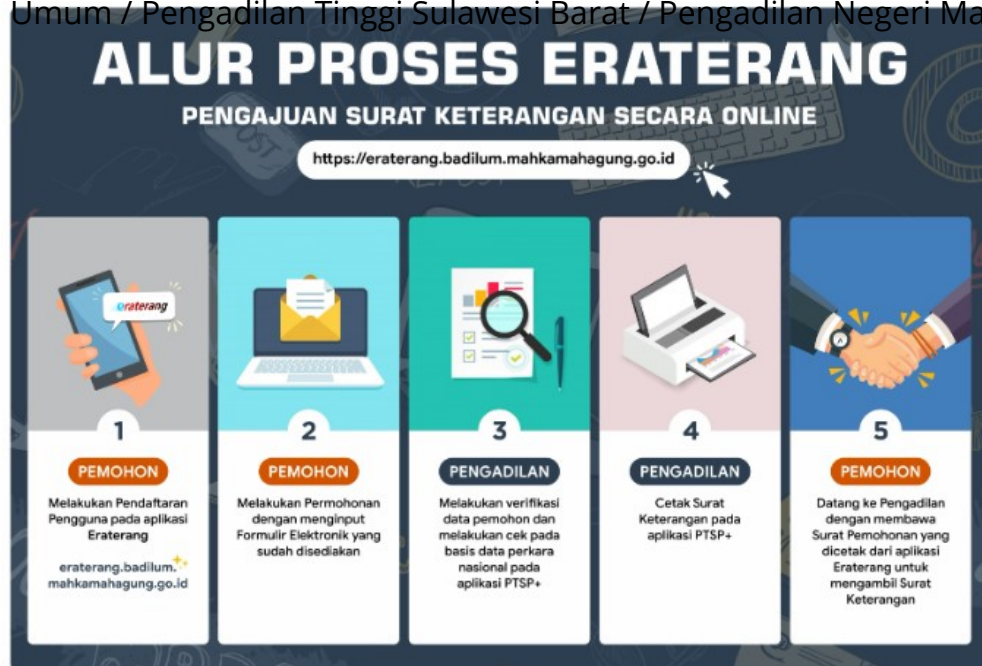 Umum / Pengadilan Tinggi Sulawesi Barat / Pengadilan Negeri Ma
ALUR PROSES ERATERANG
PENGAJUAN SURAT KETERANGAN SECARA ONLINE
https://eraterang.badilum.mahkamahagung.go.id
eraterang
1
PEMOHON
Melakukan Pendaftaran
Pengguna pada aplikasi
Eraterang
eraterang.badilum.
mahkamahagung.go.id
2
PEMOHON
Melakukan Permohonan
dengan menginput
Formulir Elektronik yang
sudah disediakan
3
PENGADILAN
Melakukan verifikasi
data pemohon dan
melakukan cek pada
basis data perkara
nasional pada
aplikasi PTSP+
4
PENGADILAN
Cetak Surat
Keterangan pada
aplikasi PTSP+
5
PEMOHON
Datang ke Pengadilan
dengan membawa
Surat Pemohonan yang
dicetak dari aplikasi
Eraterang untuk
mengambil Surat
Keterangan